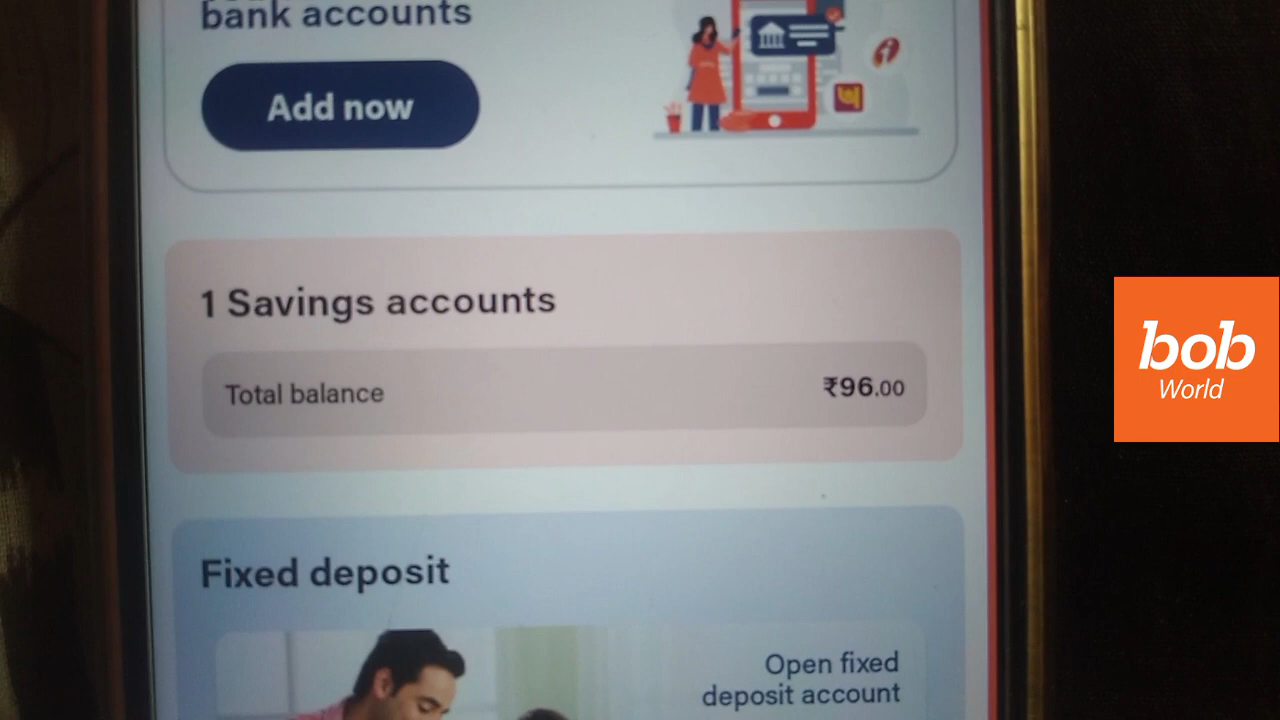 bank accounts
Add now
1 Savings accounts
Total balance
₹96.00
Fixed deposit
Open fixed
deposit account
bob
World